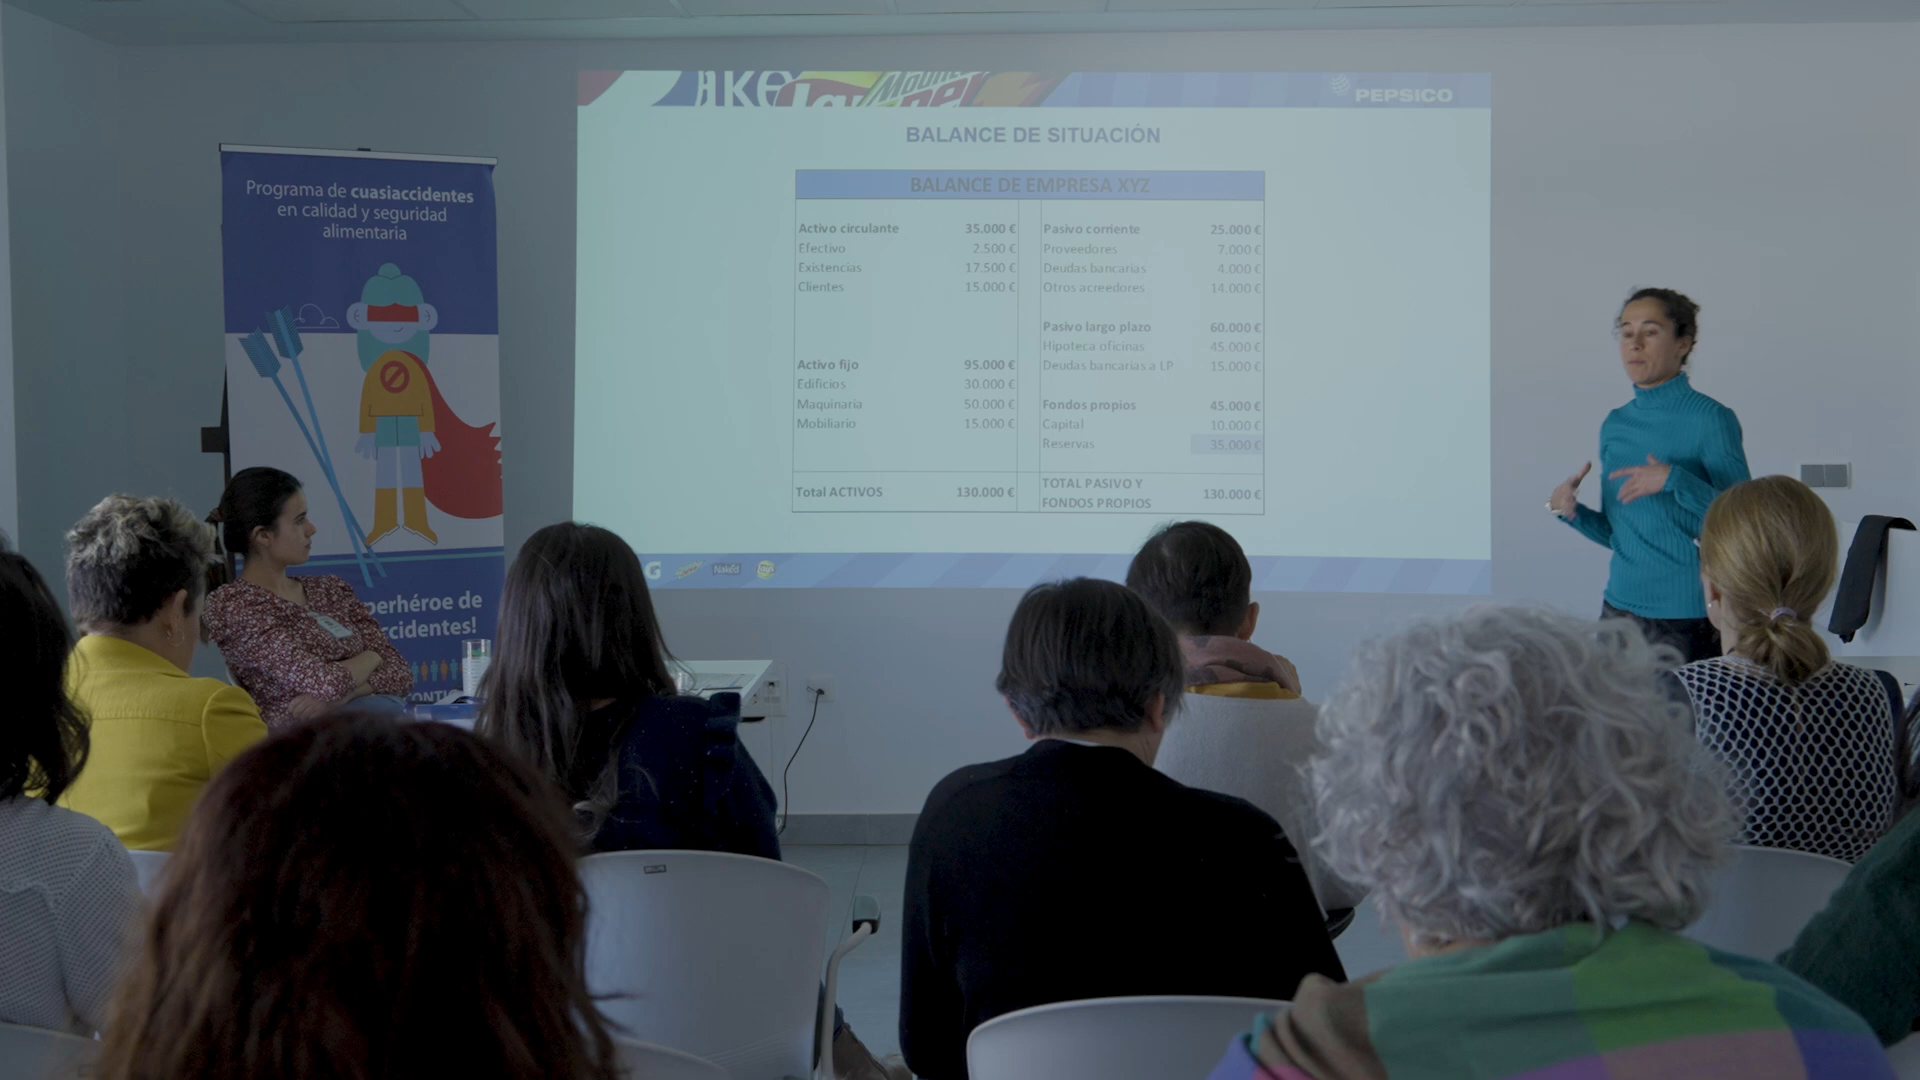 Programa de cuasiaccidentes
en calidad y seguridad
alimentaria
perhéroe de
cidentes!
PEPSICO
BALANCE DE SITUACIÓN
BALANCE DE EMPRESA XYZ
Activo circulante 35.000 € Pasivo corriente 25.000 €
Efectivo 2.500 € Proveedores 7.000 €
Existencias 17.500 € Deudas bancarias 4.000 €
Clientes 15.000 € Otros acreedores 14.000 €
Pasivo largo plazo 60.000 €
Hipoteca oficinas 45.000 €
Activo fijo 95.000 € Deudas bancarias a LP 15.000 €
Edificios 30.000 €
Maquinaria 50.000 € Fondos propios 45.000 €
Mobiliario 15.000 € Capital 10.000 €
Reservas 35.000 €
Total ACTIVOS 130.000 € TOTAL PASIVO Y
FONDOS PROPIOS 130.000 €
G Naked